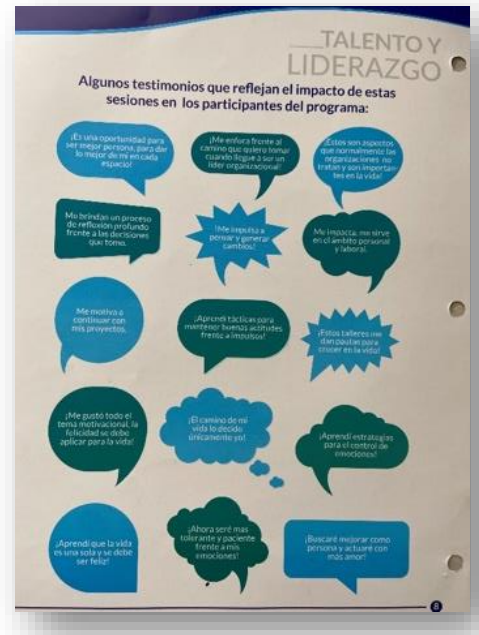 TALENTO Y
LIDERAZGO
Algunos testimonios que reflejan el impacto de estas
sesiones en los participantes del programa:
¡Es una oportunidad para
ser mejor persona, para dar
lo mejor de mi en cada
espacio!
¡Me enfoca frente al
camino que quiero tomar
cuando llegue a ser un
líder organizacional!
¡Estos son aspectos
que normalmente las
organizaciones no
tratan y son importan-
tes en la vida!
Me brindan un proceso
de reflexión profundo
frente a las decisiones
que tomo.
¡Me impulsa a
pensar y generar
cambios!
Me impacta, me sirve
en el ámbito personal
y laboral.
Me motiva a
continuar con
mis proyectos.
¡Aprendí tácticas para
mantener buenas actitudes
frente a impulsos!
¡Estos talleres me
dan pautas para
crecer en la vida!
¡Me gustó todo el
tema motivacional, la
felicidad se debe
aplicar para la vida!
¡El camino de mi
vida lo decido
únicamente yo!
¡Aprendí estrategias
para el control de
emociones!
¡Aprendí que la vida
es una sola y se debe
ser feliz!
¡Ahora seré mas
tolerante y paciente
frente a mis
emociones!
¡Buscaré mejorar como
persona y actuaré con
más amor!
8